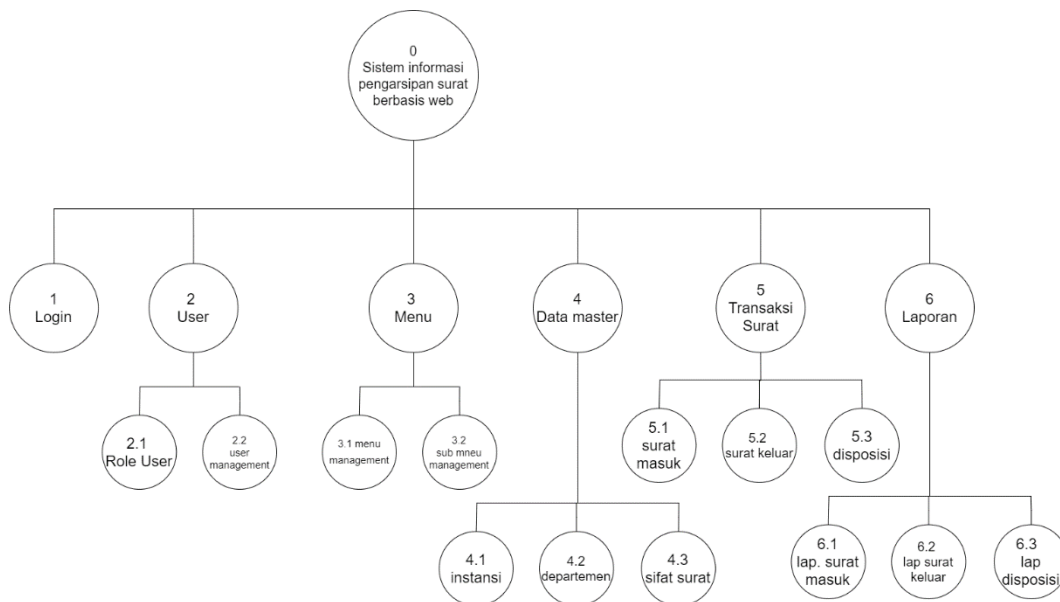 0
Sistem informasi
pengarsipan surat
berbasis web
1
Login
2
User
3
Menu
4
Data master
5
Transaksi
Surat
6
Laporan
2.1
Role User
2.2
user
management
3.1 menu
management
3.2
sub mneu
management
5.1
surat
masuk
5.2
surat keluar
5.3
disposisi
4.1
instansi
4.2
departemen
4.3
sifat surat
6.1
lap. surat
masuk
6.2
lap surat
keluar
6.3
lap
disposisi